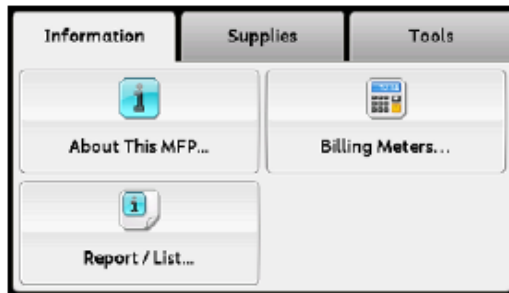 Information
Supplies
Tools
About This MFP...
Billing Meters...
Report / List...